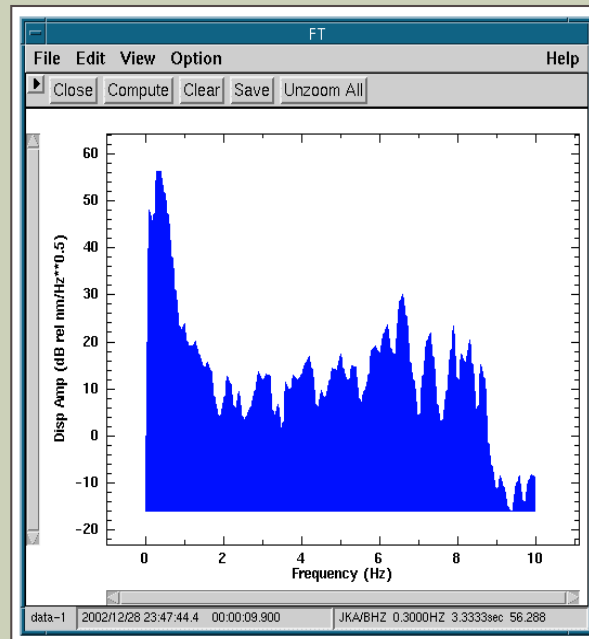 FT
File Edit View Option Help
Close Compute Clear Save Unzoom All
60
50
40
30
20
10
0
-10
-20
Disp Amp (dB rel nm/Hz**0.5)
0 2 4 6 8 10
Frequency (Hz)
data-1 2002/12/28 23:47:44.4 00:00:09.900 JKA/BHZ 0.3000HZ 3.3333sec 56.288